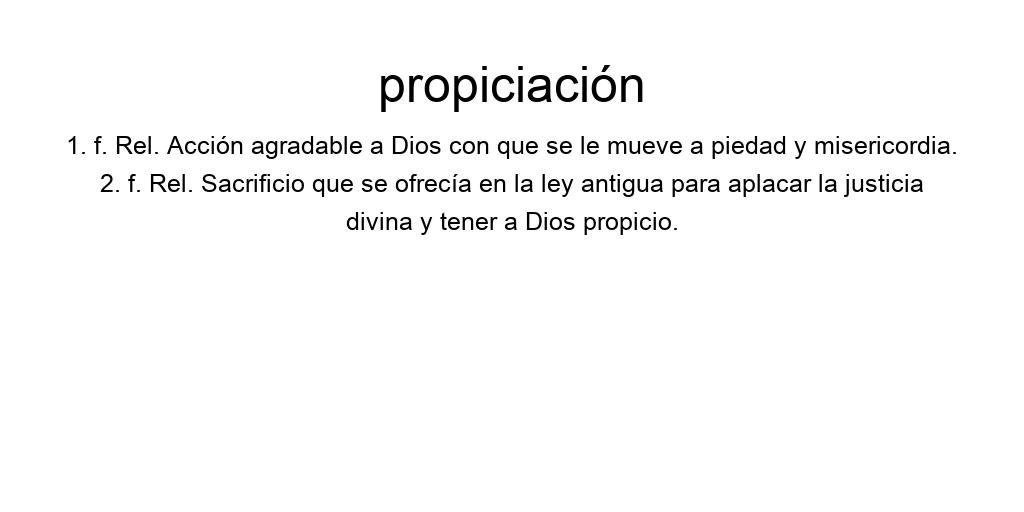 propiciación
1. f. Rel. Acción agradable a Dios con que se le mueve a piedad y misericordia.
2. f. Rel. Sacrificio que se ofrecía en la ley antigua para aplacar la justicia
divina y tener a Dios propicio.